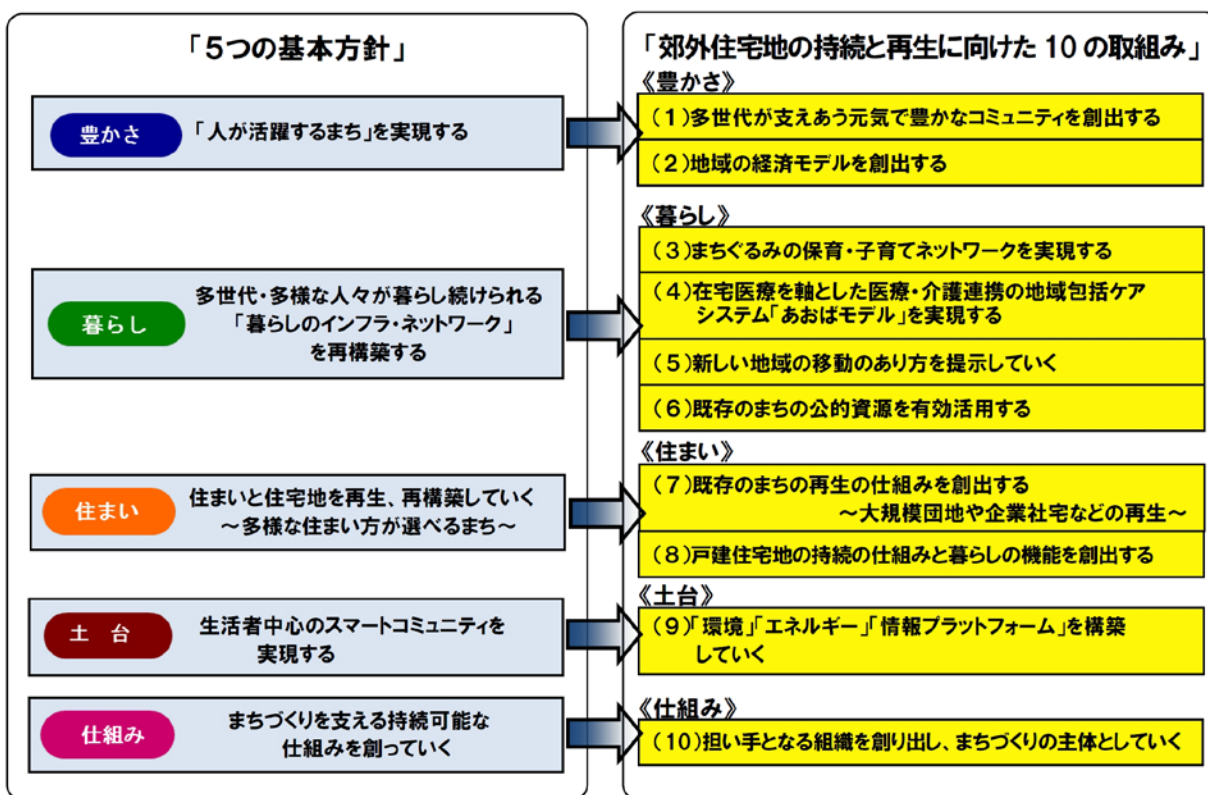 「5つの基本方針」
豊かさ
「人が活躍するまち」を実現する
暮らし
多世代・多様な人々が暮らし続けられる
「暮らしのインフラ・ネットワーク」
を再構築する
住まい
住まいと住宅地を再生、再構築していく
～多様な住まい方が選べるまち～
土 台
生活者中心のスマートコミュニティを
実現する
仕組み
まちづくりを支える持続可能な
仕組みを創っていく
「郊外住宅地の持続と再生に向けた10の取組み」
《豊かさ》
（1）多世代が支えあう元気で豊かなコミュニティを創出する
（2）地域の経済モデルを創出する
《暮らし》
（3）まちぐるみの保育・子育てネットワークを実現する
（4）在宅医療を軸とした医療・介護連携の地域包括ケア
システム「あおばモデル」を実現する
（5）新しい地域の移動のあり方を提示していく
（6）既存のまちの公的資源を有効活用する
《住まい》
（7）既存のまちの再生の仕組みを創出する
～大規模団地や企業社宅などの再生～
（8）戸建住宅地の持続の仕組みと暮らしの機能を創出する
《土台》
（9）「環境」「エネルギー」「情報プラットフォーム」を構築
していく
《仕組み》
（10）担い手となる組織を創り出し、まちづくりの主体としていく